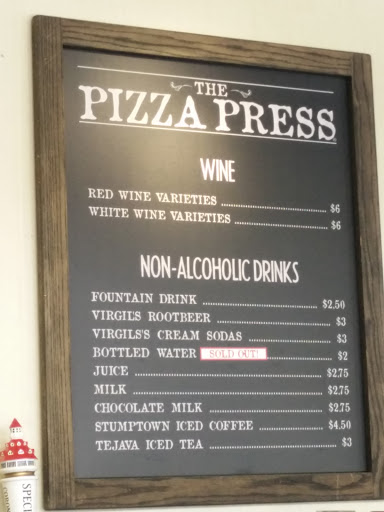 THE
PIZZA PRESS
WINE
RED WINE VARIETIES $6
WHITE WINE VARIETIES $6
NON-ALCOHOLIC DRINKS
FOUNTAIN DRINK $2.50
VIRGILS ROOTBEER $3
VIRGILS'S CREAM SODAS $3
BOTTLED WATER SOLD OUT! $2
JUICE $2.75
MILK $2.75
CHOCOLATE MILK $2.75
STUMPTOWN ICED COFFEE $4.50
TEJAVA ICED TEA $3
SPECI